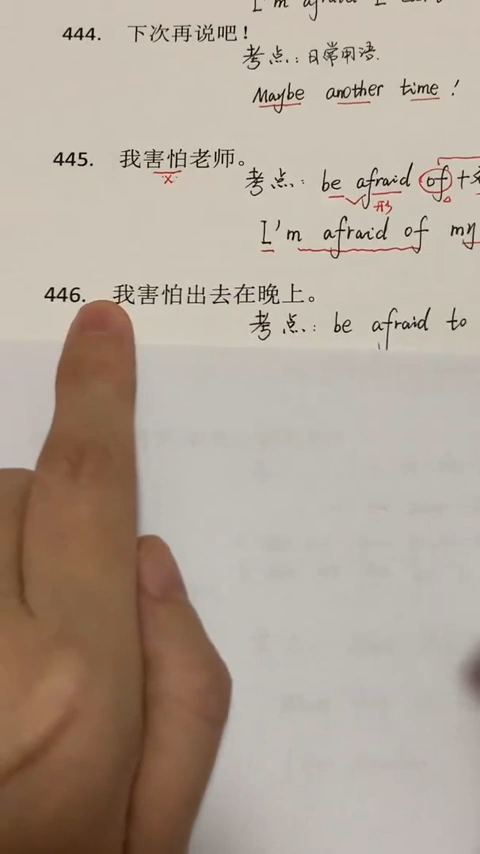 I'm afraid I can't
444. 下次再说吧！
考点：日常用语.
Maybe another time !
445. 我害怕老师。
x
考点：be afraid of +
形
I'm afraid of my
446. 我害怕出去在晚上。
考点：be afraid to